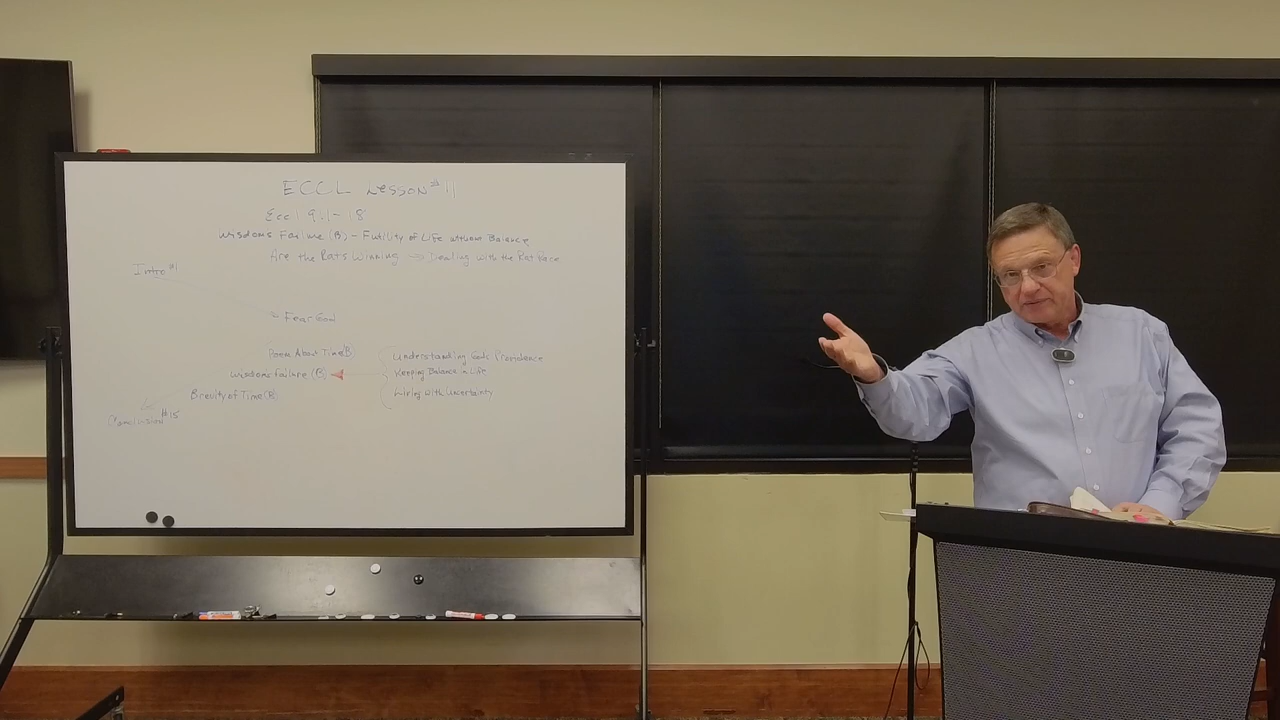 ECCL Lesson #11
Eccl 9:1-18
Wisdoms Failure (B) - Futility of Life without Balance
Are the Rats Winning → Dealing with the Rat Race
Intro #1
Fear God
Poem About Time (B)
Understanding Gods Providence
Wisdoms Failure (B)
Keeping Balance in Life
Brevity of Time (B)
Living with Uncertainty
Conclusion #15